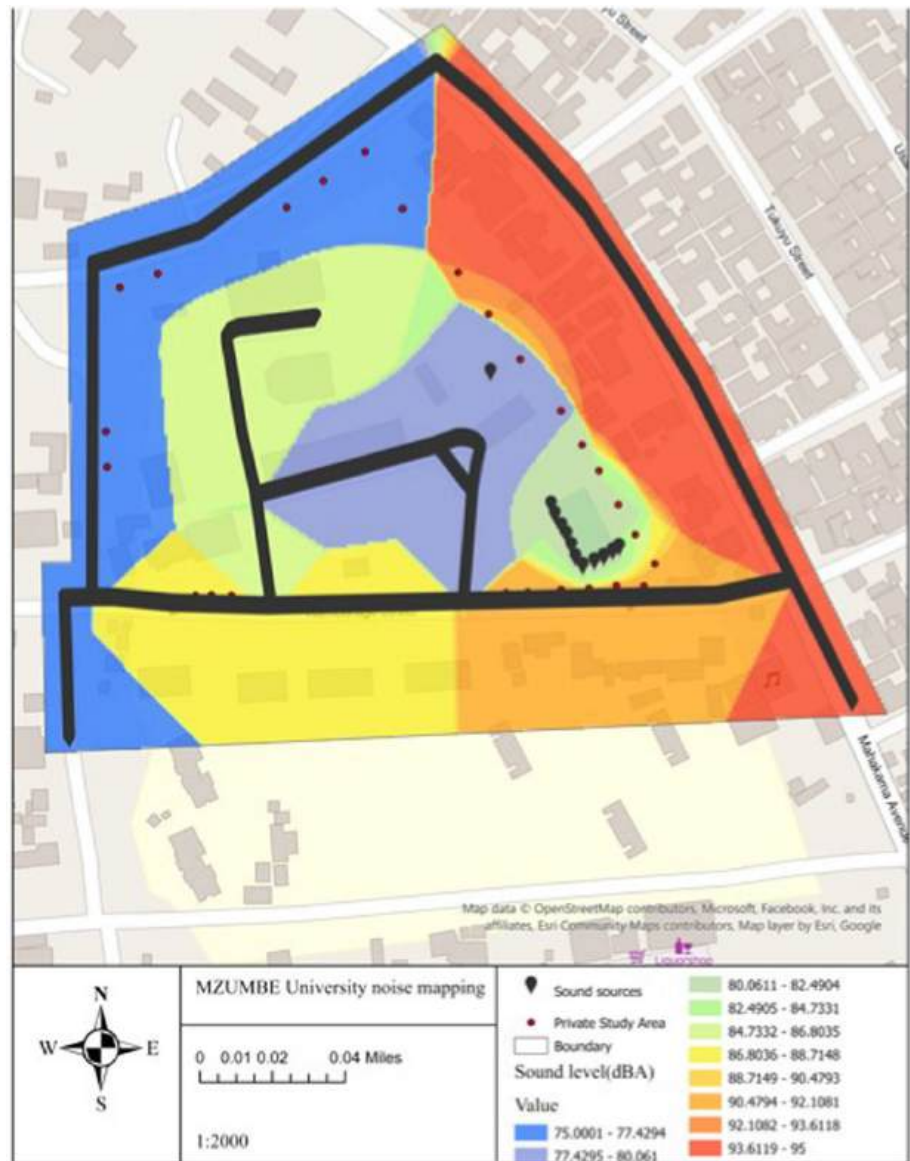 Tukuyu Street
Mahakama Avenue
Map data © OpenStreetMap contributors, Microsoft, Facebook, Inc. and its
affiliates, Esri Community Maps contributors, Map layer by Esri, Google
Liquorshop
N
W E
S
MZUMBE University noise mapping
0 0.01 0.02 0.04 Miles
1:2000
Sound sources
Private Study Area
Boundary
Sound level(dBA)
Value
75.0001 - 77.4294
77.4295 - 80.061
80.0611 - 82.4904
82.4905 - 84.7331
84.7332 - 86.8035
86.8036 - 88.7148
88.7149 - 90.4793
90.4794 - 92.1081
92.1082 - 93.6118
93.6119 - 95